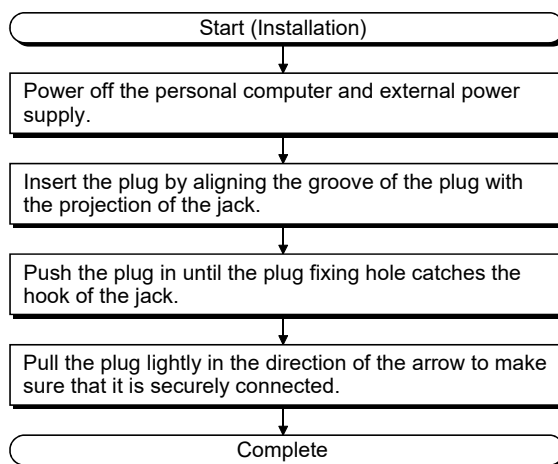 Start (Installation)
Power off the personal computer and external power
supply.
Insert the plug by aligning the groove of the plug with
the projection of the jack.
Push the plug in until the plug fixing hole catches the
hook of the jack.
Pull the plug lightly in the direction of the arrow to make
sure that it is securely connected.
Complete